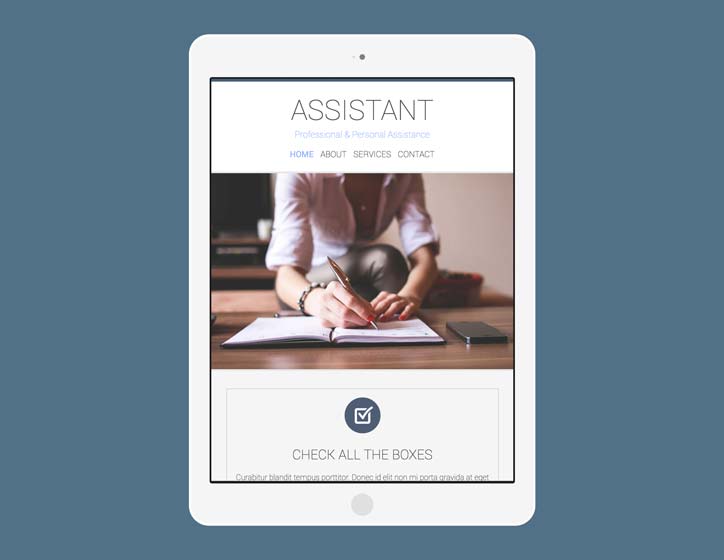 ASSISTANT
Professional & Personal Assistance
HOME ABOUT SERVICES CONTACT
CHECK ALL THE BOXES
Curabitur blandit tempus porttitor. Donec id elit non mi porta gravida at eget